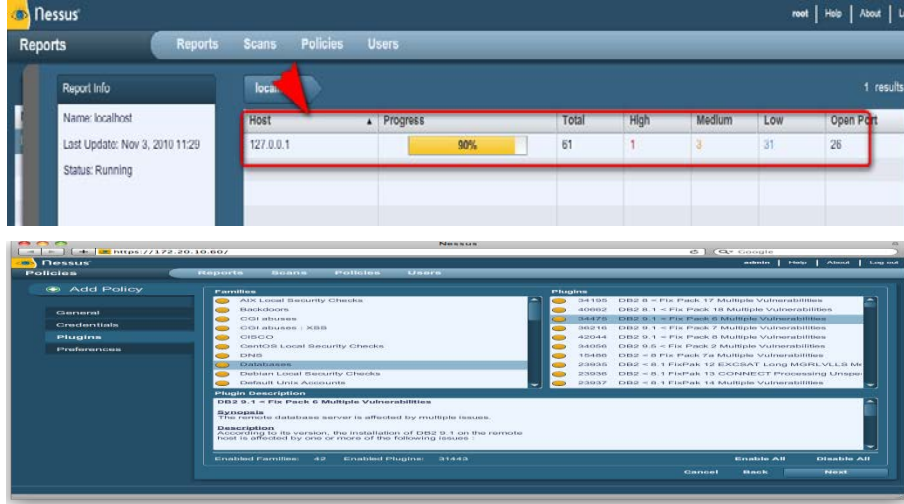 Nessus
root | Help | About |
Reports
Reports Scans Policies Users
Report Info
Name: localhost
Last Update: Nov 3, 2010 11:29
Status: Running
1 results
Host Progress Total High Medium Low Open Port
127.0.0.1 90% 61 1 3 31 26
Nessus
https://172.20.10.60/
Google
Nessus
admin | Help | About | Log out
Policies
Reports Scans Policies Users
Add Policy
General
Credentials
Plugins
Preferences
Families
AIX Local Security Checks
Backdoors
CGI abuses
CGI abuses : XSS
CISCO
CentOS Local Security Checks
DNS
Databases
Debian Local Security Checks
Default Unix Accounts
Plugins
34195 DB2 8 < Fix Pack 17 Multiple Vulnerabilities
40662 DB2 8.1 < Fix Pack 18 Multiple Vulnerabilities
34475 DB2 9.1 < Fix Pack 6 Multiple Vulnerabilities
36216 DB2 9.1 < Fix Pack 7 Multiple Vulnerabilities
42044 DB2 9.1 < Fix Pack 8 Multiple Vulnerabilities
34056 DB2 9.5 < Fix Pack 2 Multiple Vulnerabilities
15486 DB2 < 8 Fix Pack 7a Multiple Vulnerabilities
23935 DB2 < 8.1 FixPak 12 EXCSAT Long MGRLVLLS
23936 DB2 < 8.1 FixPak 13 CONNECT Processing
23937 DB2 < 8.1 FixPak 14 Multiple Vulnerabilities
Plugin Description
DB2 9.1 < Fix Pack 6 Multiple Vulnerabilities
Synopsis
The remote database server is affected by multiple issues.
Description
According to its version, the installation of DB2 9.1 on the remote
host is affected by one or more of the following issues :
Enabled Families: 42 Enabled Plugins: 31443
Enable All Disable All
Cancel Back Next